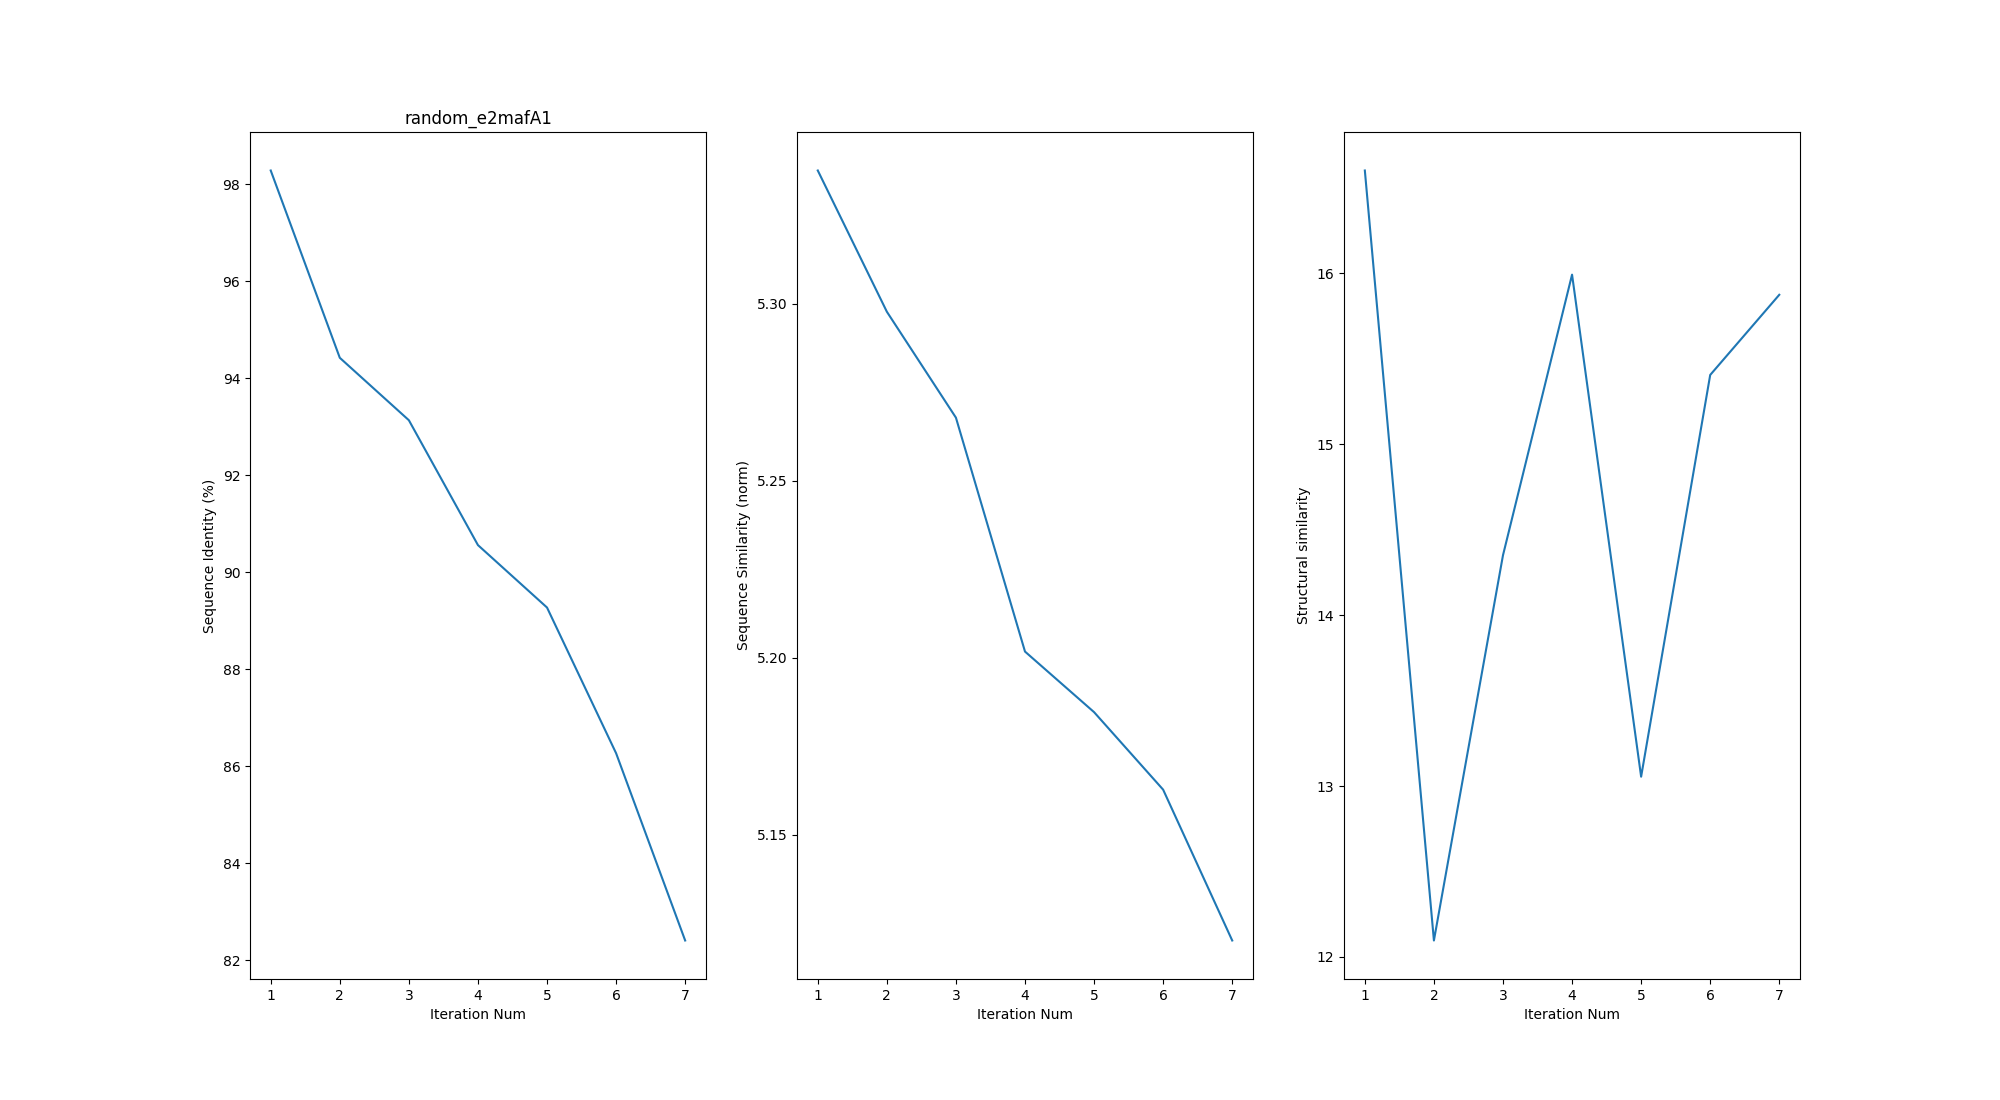 random_e2mafA1
Sequence Identity (%)
98
96
94
92
90
88
86
84
82
1 2 3 4 5 6 7
Iteration Num
Sequence Similarity (norm)
5.30
5.25
5.20
5.15
1 2 3 4 5 6 7
Iteration Num
Structural similarity
16
15
14
13
12
1 2 3 4 5 6 7
Iteration Num